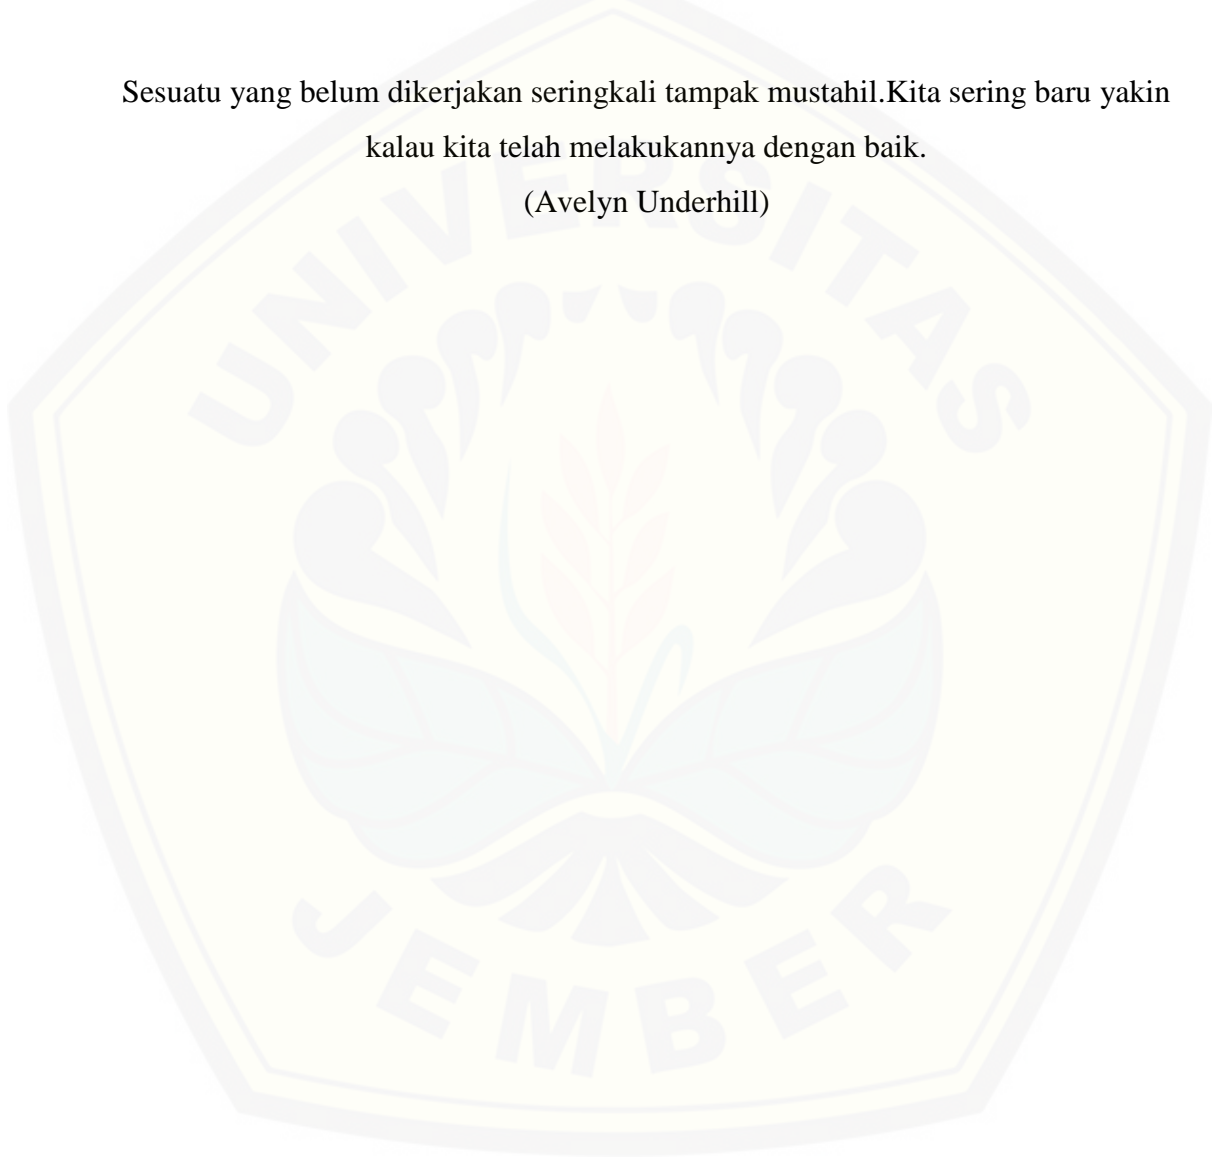 Sesuatu yang belum dikerjakan seringkali tampak mustahil.Kita sering baru yakin
kalau kita telah melakukannya dengan baik.
(Avelyn Underhill)
UNIVERSITAS
JEMBER